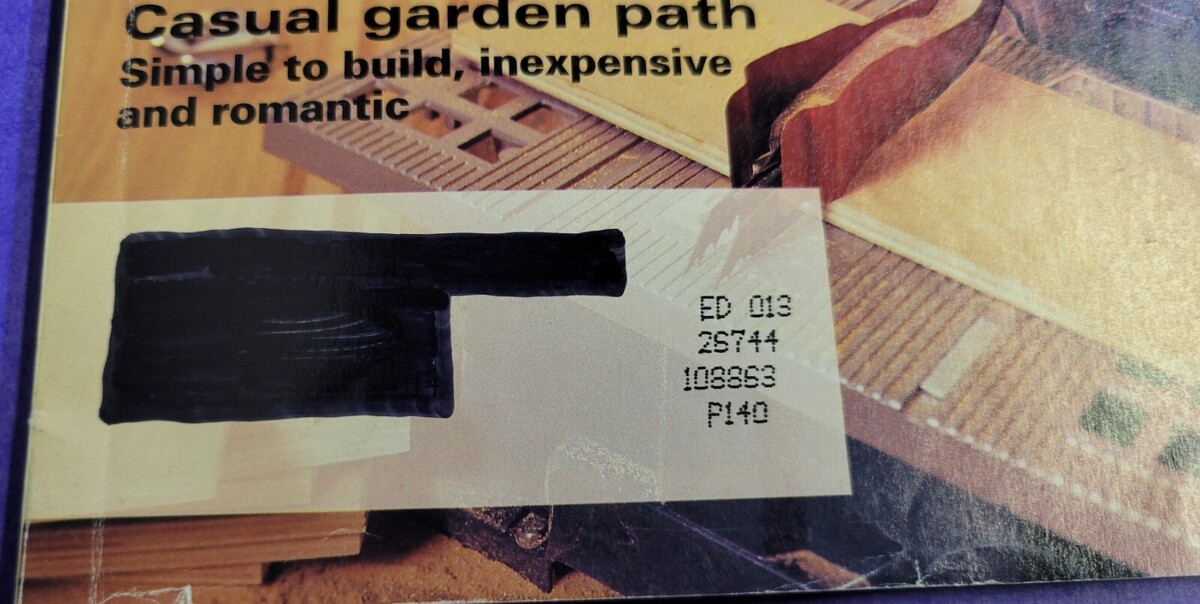 Casual garden path
Simple to build, inexpensive
and romantic
ED 013
26744
108863
P140